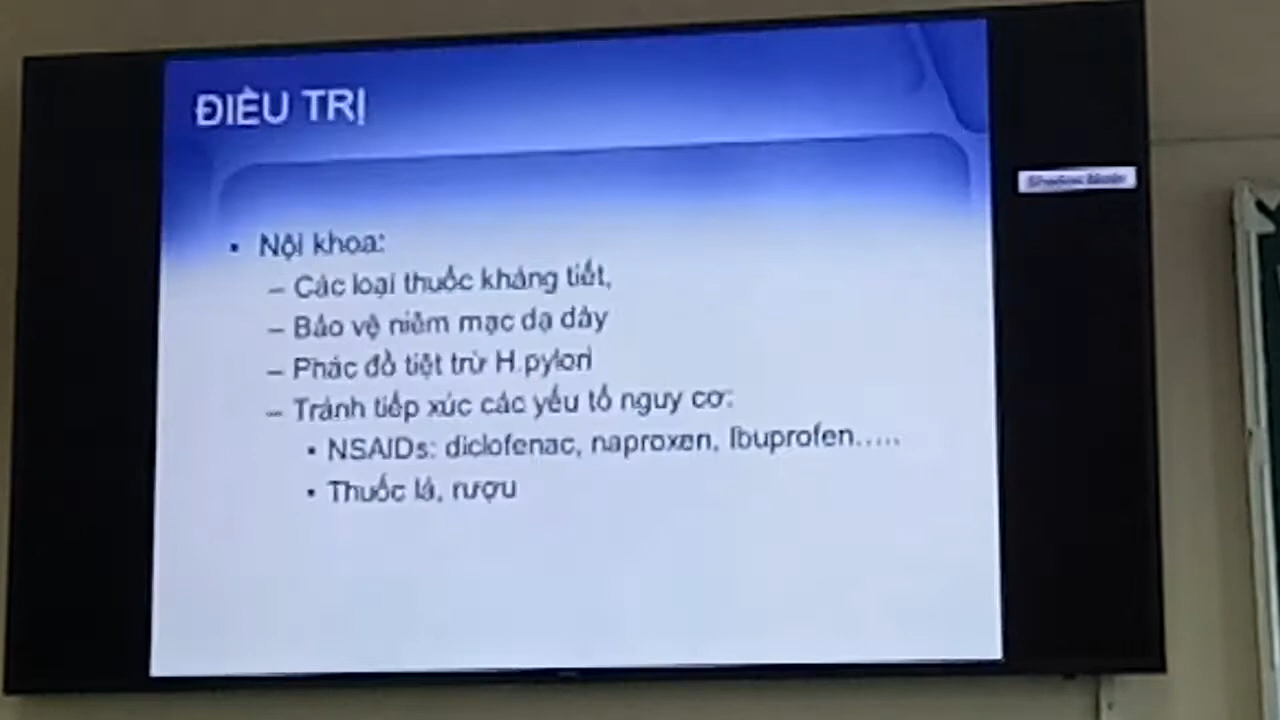 ĐIỀU TRỊ
• Nội khoa:
– Các loại thuốc kháng tiết,
– Bảo vệ niêm mạc dạ dày
– Phác đồ tiệt trừ H.pylori
– Tránh tiếp xúc các yếu tố nguy cơ:
• NSAIDs: diclofenac, naproxen, Ibuprofen.....
• Thuốc lá, rượu